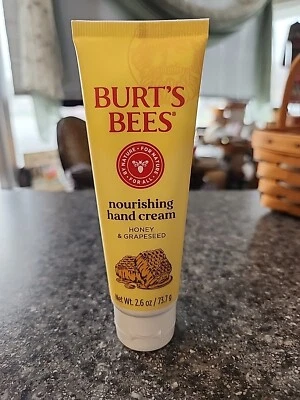 BURT'S
BEES®
BY NATURE • FOR NATURE • FOR ALL •
nourishing
hand cream
HONEY
& GRAPESEED
Net Wt. 2.6 oz / 73.7 g